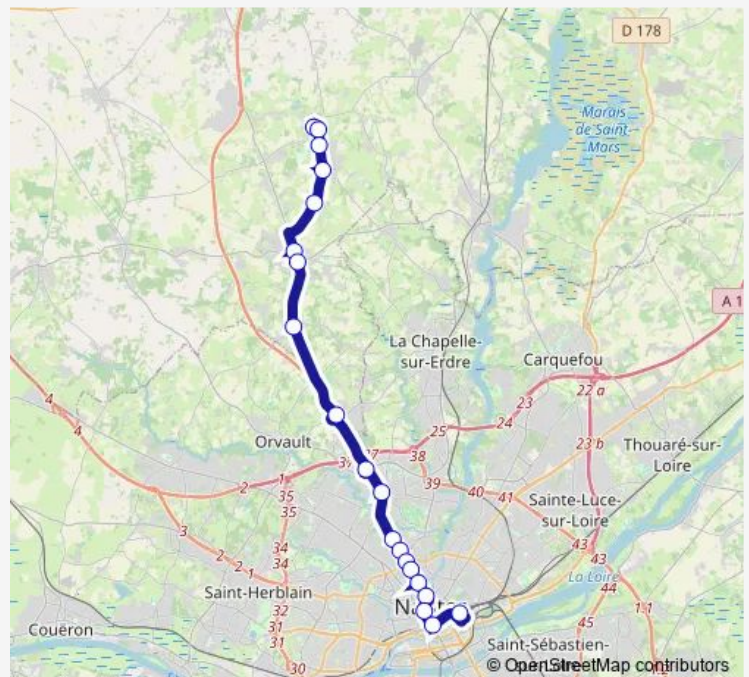 D 178
Marais
de Saint-
Mars
A 1
La Chapelle-
sur-Erdre
Carquefou
22 a
4
4
23
24
25
Orvault
37
38
23 b
Thouaré-sur-
Loire
2
1
35
35
39
40
41
Sainte-Luce-
sur-Loire
3
2
2 1
34
34
43
43
La Loire
Saint-Herblain
32
31
31
44
45
1.1
Couëron
30
Saint-Sébastien-
© OpenStreetMap contributors